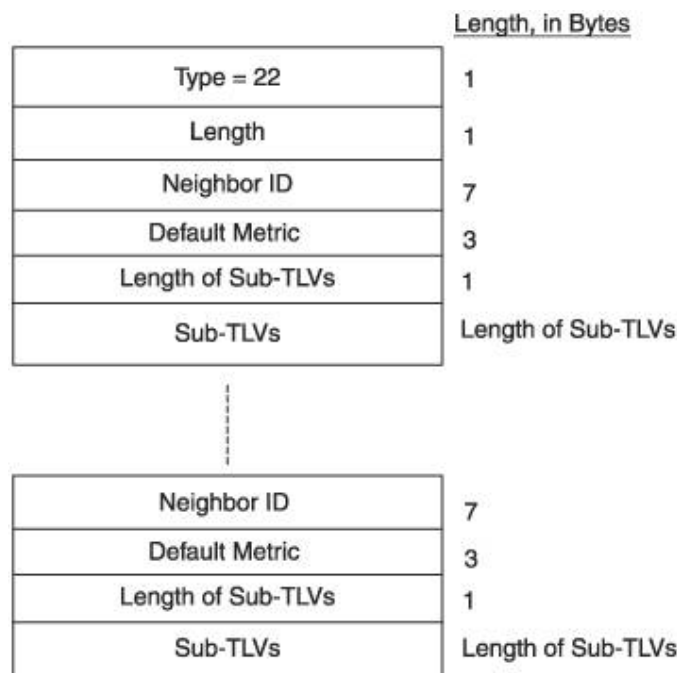 Length, in Bytes
Type = 22 1
Length 1
Neighbor ID 7
Default Metric 3
Length of Sub-TLVs 1
Sub-TLVs Length of Sub-TLVs
Neighbor ID 7
Default Metric 3
Length of Sub-TLVs 1
Sub-TLVs Length of Sub-TLVs